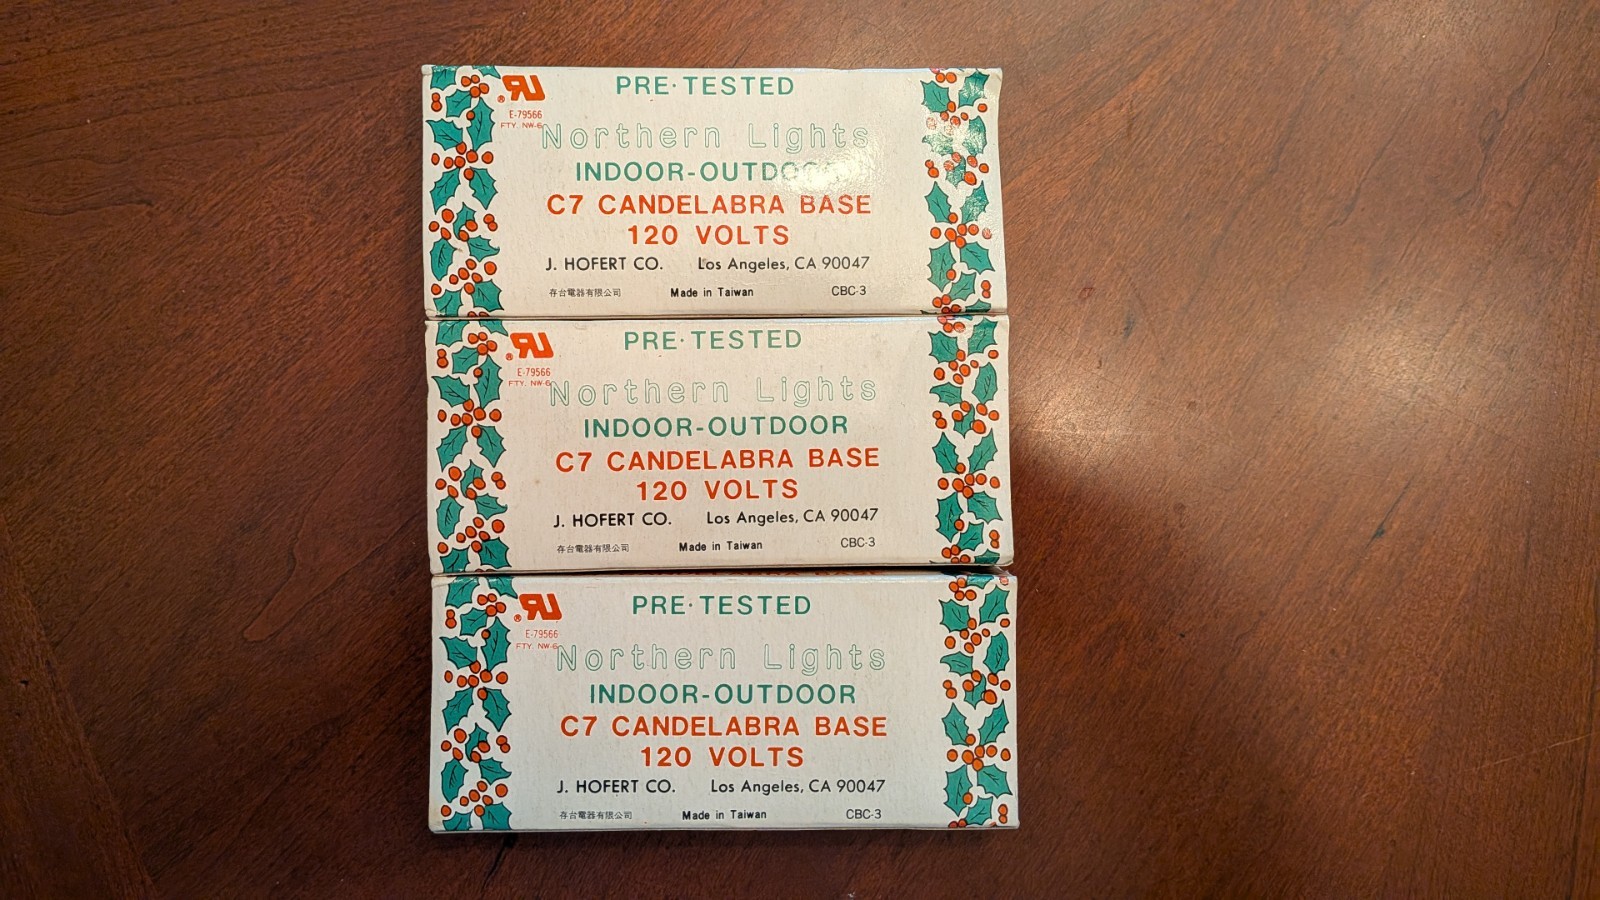 PRE·TESTED
E-79566
FTY. NW-6
Northern Lights
INDOOR-OUTDOOR
C7 CANDELABRA BASE
120 VOLTS
J. HOFERT CO. Los Angeles, CA 90047
存台電器有限公司 Made in Taiwan CBC-3
PRE·TESTED
E-79566
FTY. NW-6
Northern Lights
INDOOR-OUTDOOR
C7 CANDELABRA BASE
120 VOLTS
J. HOFERT CO. Los Angeles, CA 90047
存台電器有限公司 Made in Taiwan CBC-3
PRE·TESTED
E-79566
FTY. NW-6
Northern Lights
INDOOR-OUTDOOR
C7 CANDELABRA BASE
120 VOLTS
J. HOFERT CO. Los Angeles, CA 90047
存台電器有限公司 Made in Taiwan CBC-3